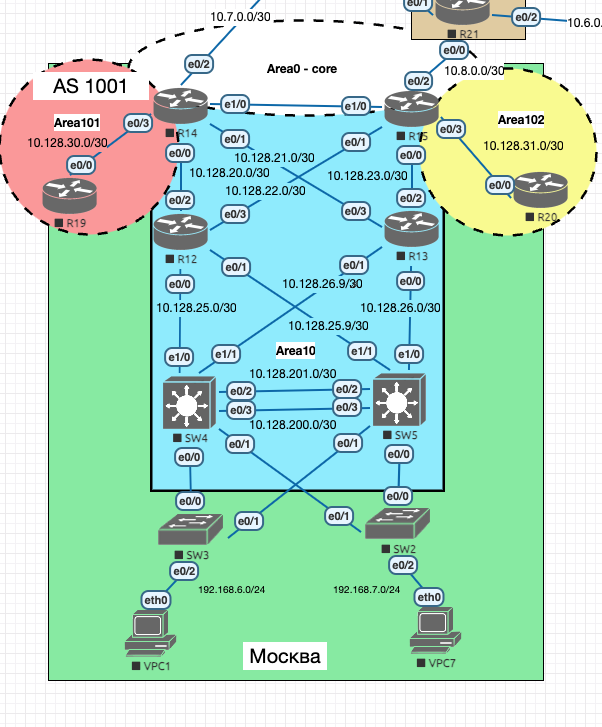 e0/1
10.7.0.0/30
e0/2
10.6.0.
R21
e0/0
e0/2
Area0 - core
e0/2
10.8.0.0/30
AS 1001
e1/0
e1/0
Area101
e0/3
R14
R15
Area102
10.128.30.0/30
e0/1
e0/1
e0/3
10.128.31.0/30
e0/0
e0/0
10.128.21.0/30
e0/0
10.128.20.0/30
10.128.23.0/30
e0/0
10.128.22.0/30
R19
e0/2
e0/3
e0/3
e0/2
R20
R12
R13
e0/1
e0/1
e0/0
10.128.26.9/30
e0/0
10.128.25.0/30
10.128.26.0/30
10.128.25.9/30
e1/0
e1/1
Area10
e1/1
e1/0
10.128.201.0/30
e0/2
e0/2
e0/3
e0/3
10.128.200.0/30
SW4
SW5
e0/1
e0/1
e0/0
e0/0
e0/0
e0/0
e0/1
e0/1
SW3
SW2
e0/2
e0/2
192.168.6.0/24
192.168.7.0/24
eth0
eth0
VPC1
Москва
VPC7